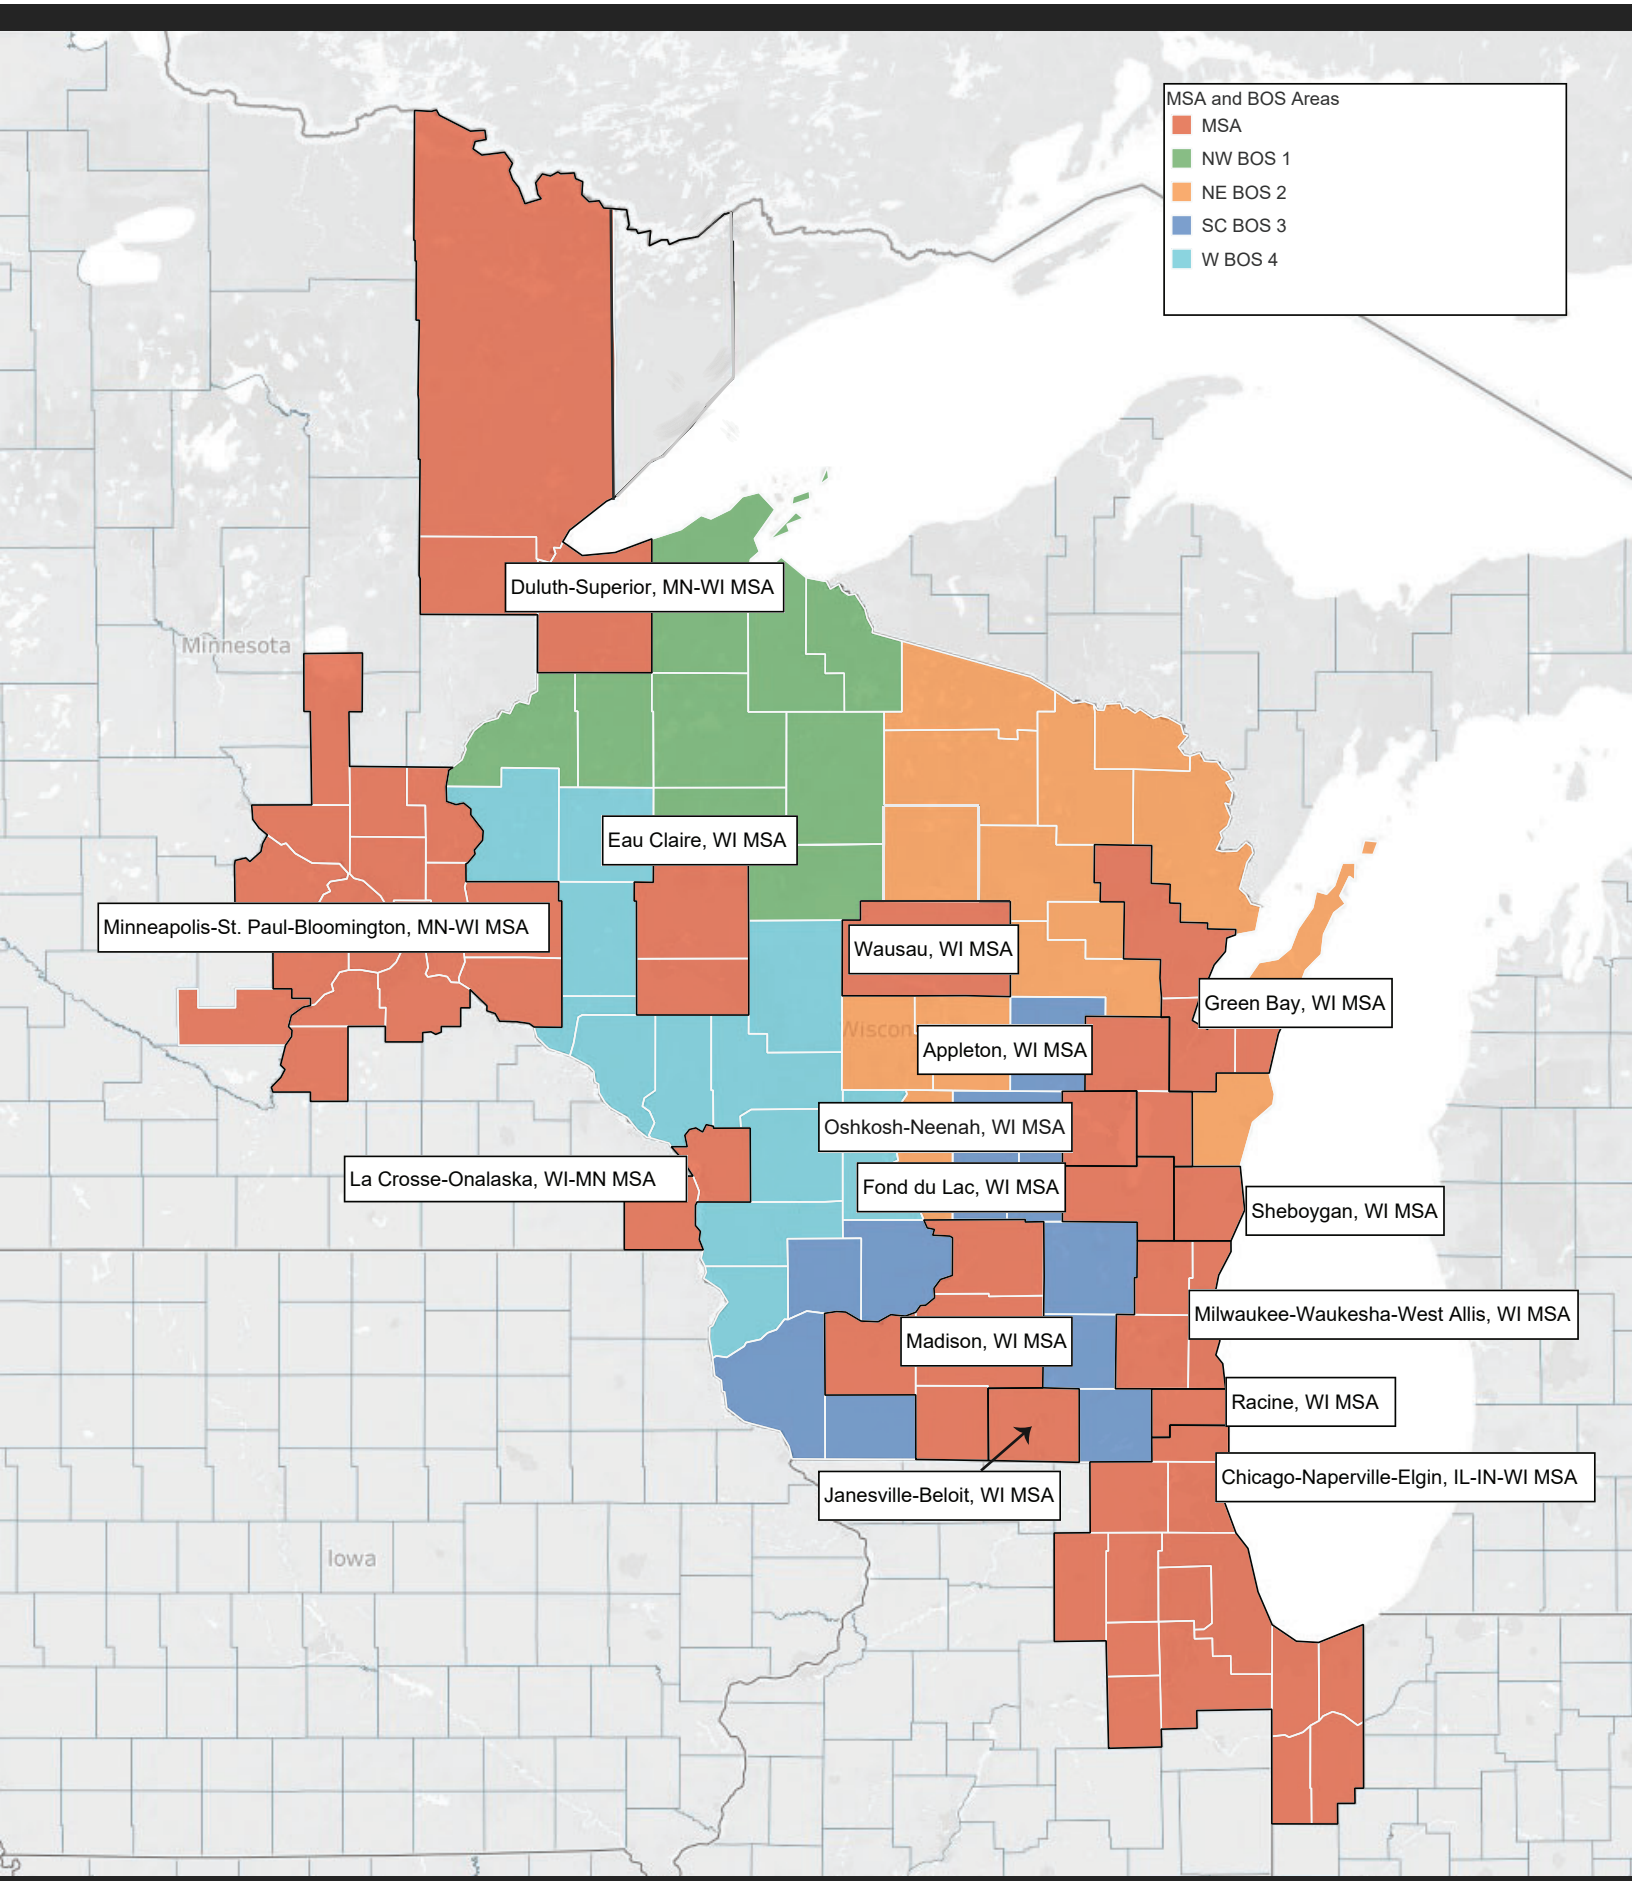 MSA and BOS Areas
MSA
NW BOS 1
NE BOS 2
SC BOS 3
W BOS 4
Duluth-Superior, MN-WI MSA
Minnesota
Eau Claire, WI MSA
Minneapolis-St. Paul-Bloomington, MN-WI MSA
Wausau, WI MSA
Green Bay, WI MSA
Appleton, WI MSA
Oshkosh-Neenah, WI MSA
La Crosse-Onalaska, WI-MN MSA
Fond du Lac, WI MSA
Sheboygan, WI MSA
Milwaukee-Waukesha-West Allis, WI MSA
Madison, WI MSA
Racine, WI MSA
Chicago-Naperville-Elgin, IL-IN-WI MSA
Janesville-Beloit, WI MSA
Iowa